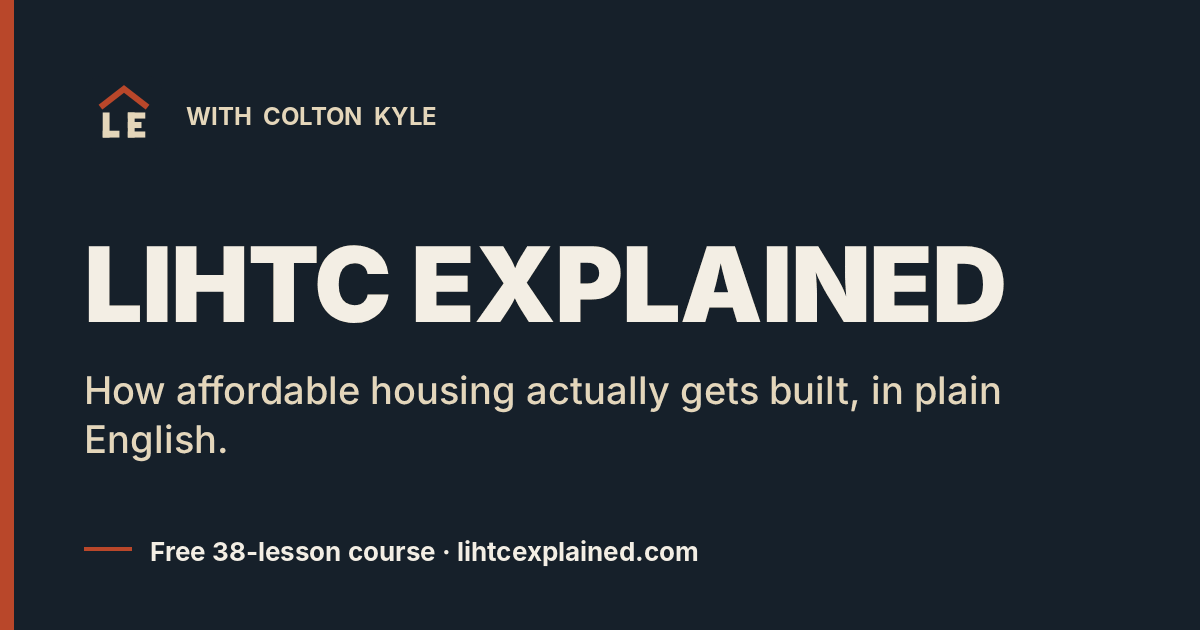 LE
WITH COLTON KYLE
LIHTC EXPLAINED
How affordable housing actually gets built, in plain
English.
Free 38-lesson course · lihtcexplained.com